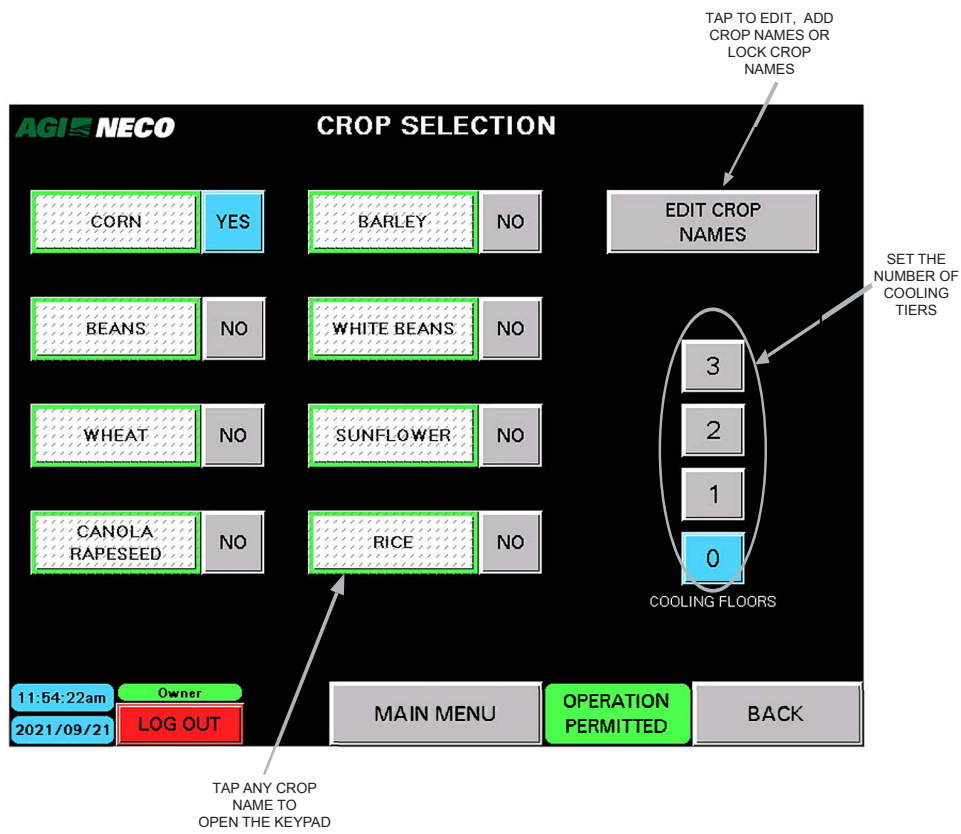 TAP TO EDIT, ADD
CROP NAMES OR
LOCK CROP
NAMES
AGI NECO
CROP SELECTION
CORN YES
BARLEY NO
EDIT CROP
NAMES
SET THE
NUMBER OF
COOLING
TIERS
BEANS NO
WHITE BEANS NO
3
WHEAT NO
SUNFLOWER NO
2
1
CANOLA
RAPESEED NO
RICE NO
0
COOLING FLOORS
11:54:22am
2021/09/21
Owner
LOG OUT
MAIN MENU
OPERATION
PERMITTED
BACK
TAP ANY CROP
NAME TO
OPEN THE KEYPAD